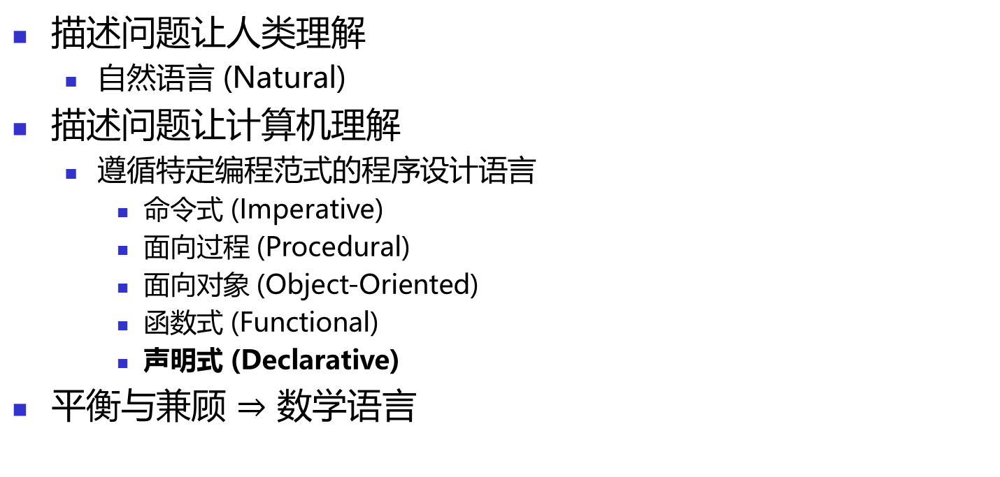 描述问题让人类理解
自然语言 (Natural)
描述问题让计算机理解
遵循特定编程范式的程序设计语言
命令式 (Imperative)
面向过程 (Procedural)
面向对象 (Object-Oriented)
函数式 (Functional)
声明式 (Declarative)
平衡与兼顾 ⇒ 数学语言